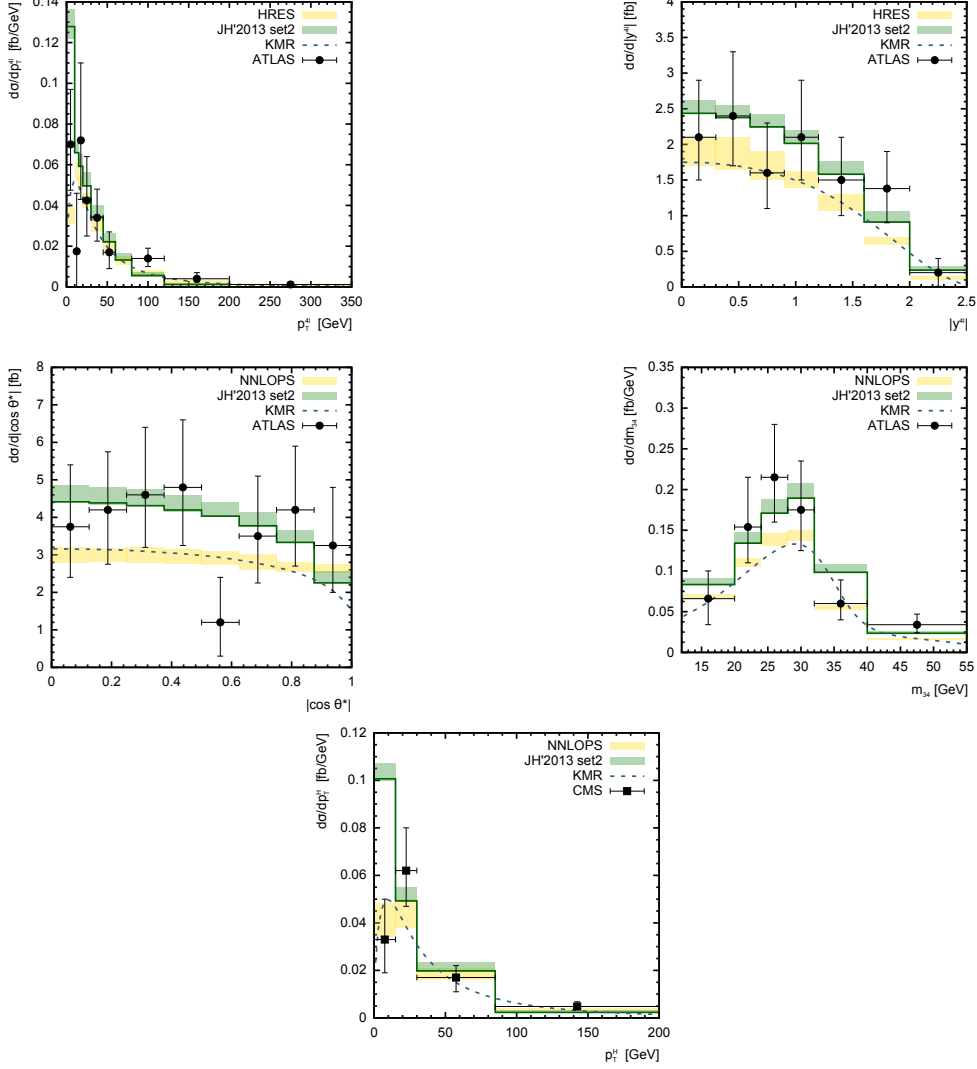 0.14
0.12
0.1
0.08
0.06
0.04
0.02
0
0 50 100 150 200 250 300 350
dσ/dp_T^4l [fb/GeV]
p_T^4l [GeV]
HRES
JH'2013 set2
KMR
ATLAS
4
3.5
3
2.5
2
1.5
1
0.5
0
0 0.5 1 1.5 2 2.5
dσ/d|y^4l| [fb]
|y^4l|
HRES
JH'2013 set2
KMR
ATLAS
8
7
6
5
4
3
2
1
0
0 0.2 0.4 0.6 0.8 1
dσ/d|cos θ*| [fb]
|cos θ*|
NNLOPS
JH'2013 set2
KMR
ATLAS
0.35
0.3
0.25
0.2
0.15
0.1
0.05
0
15 20 25 30 35 40 45 50 55
dσ/dm_34 [fb/GeV]
m_34 [GeV]
NNLOPS
JH'2013 set2
KMR
ATLAS
0.12
0.1
0.08
0.06
0.04
0.02
0
0 50 100 150 200
dσ/dp_T^H [fb/GeV]
p_T^H [GeV]
NNLOPS
JH'2013 set2
KMR
CMS